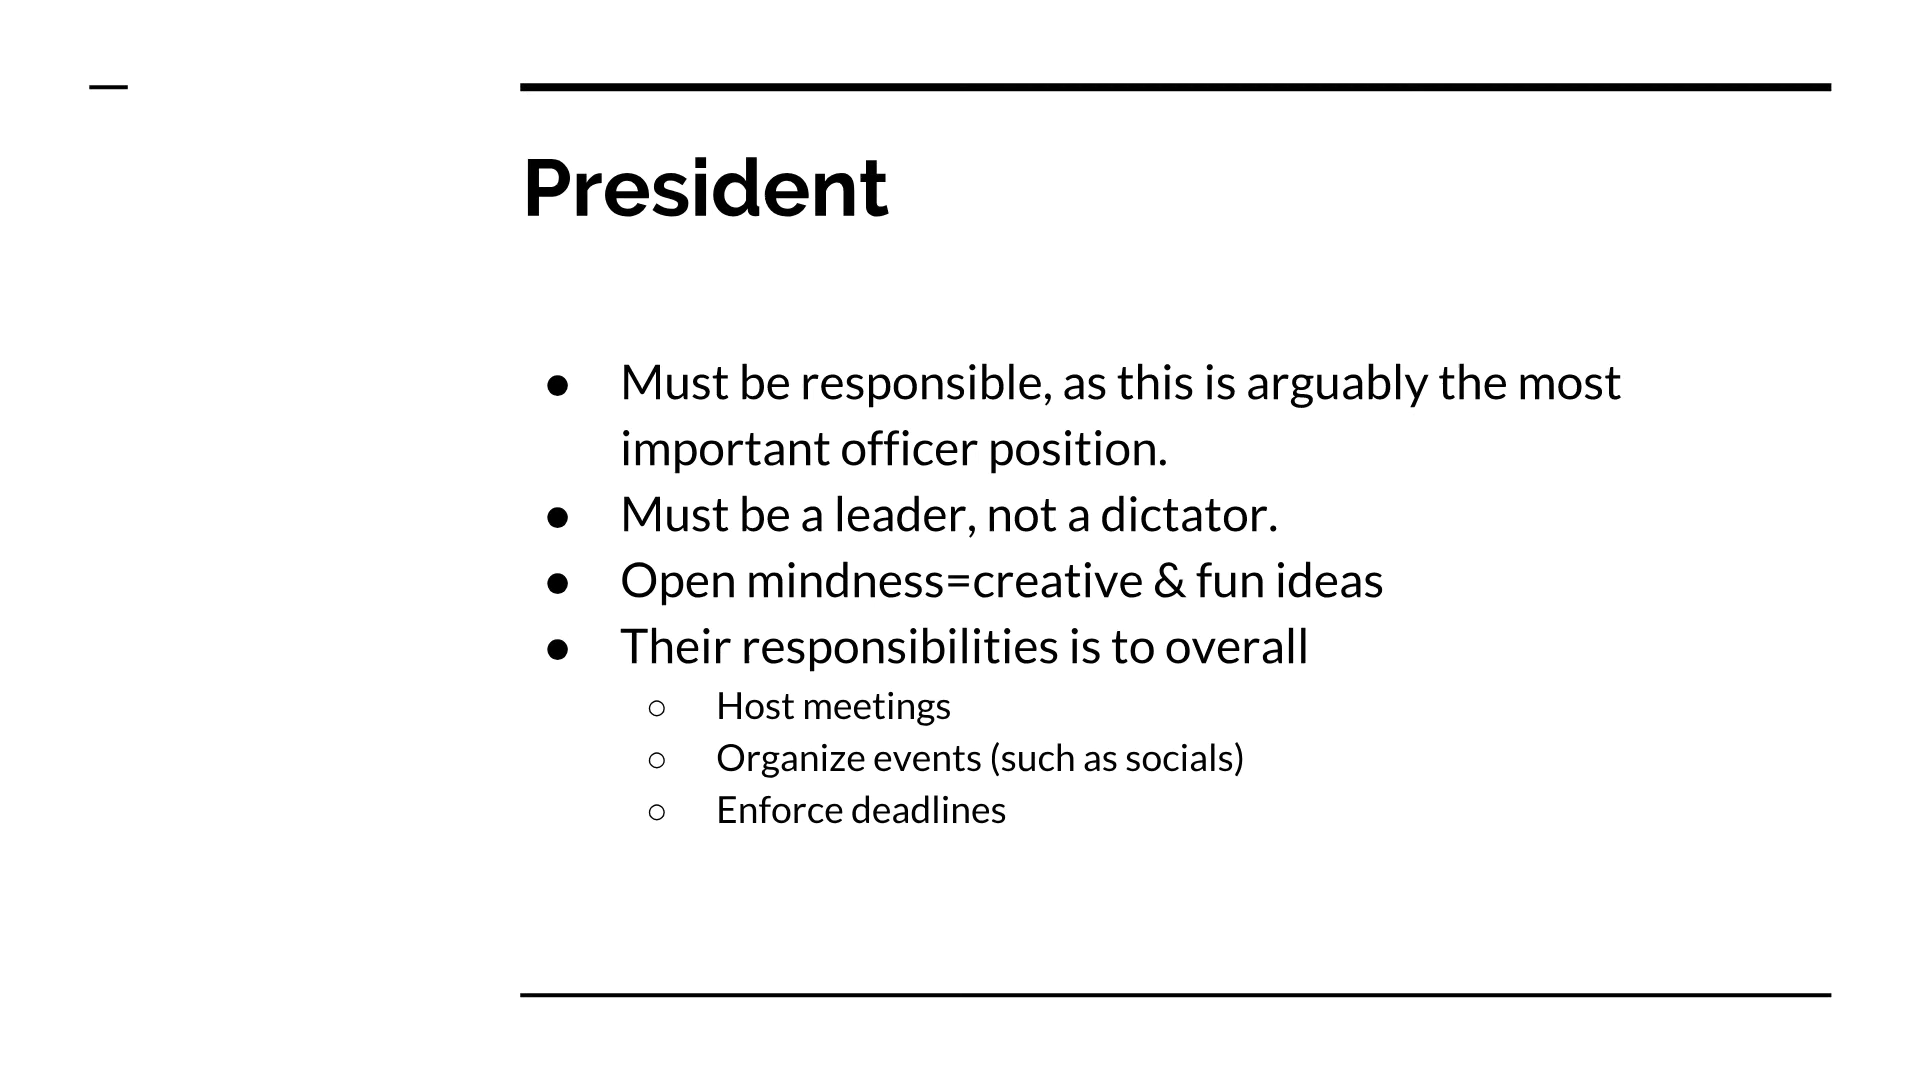 President
● Must be responsible, as this is arguably the most
important officer position.
● Must be a leader, not a dictator.
● Open mindness=creative & fun ideas
● Their responsibilities is to overall
○ Host meetings
○ Organize events (such as socials)
○ Enforce deadlines